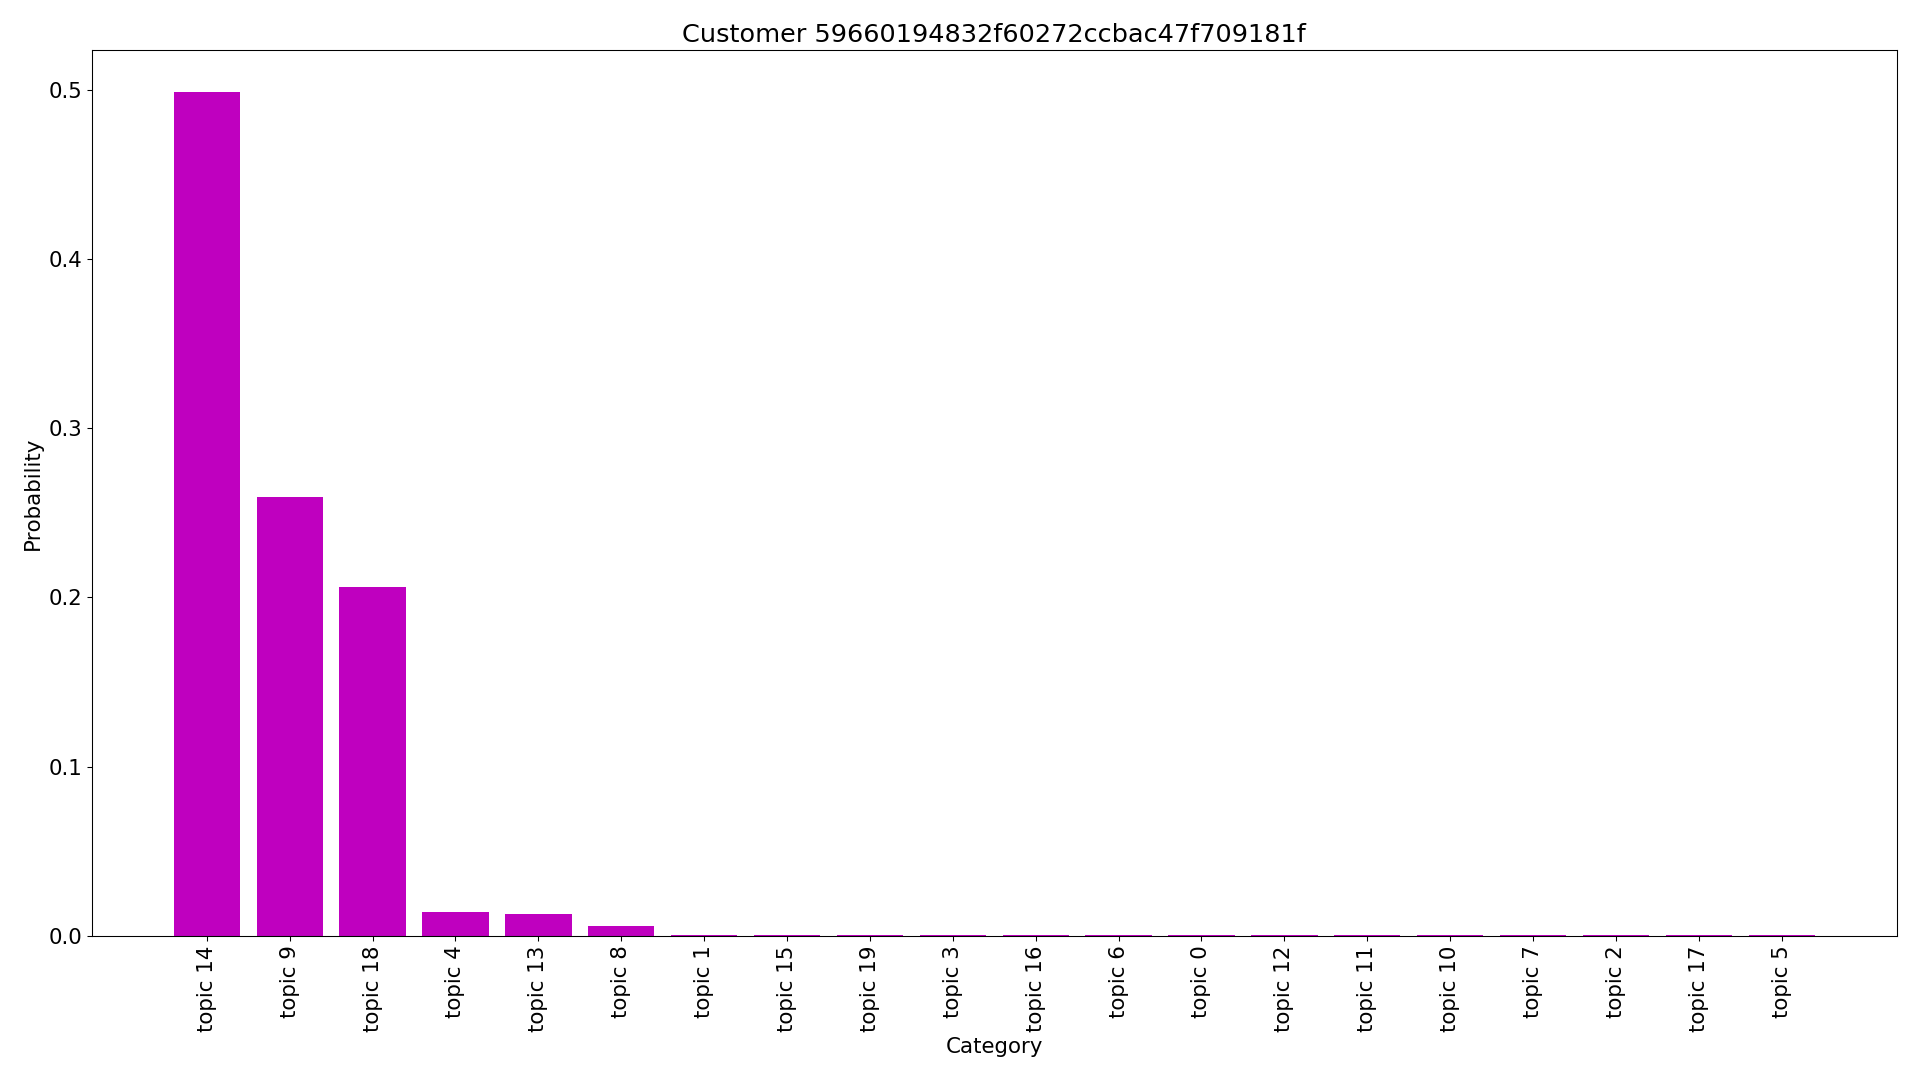 Customer 59660194832f60272ccbac47f709181f
Probability
0.5
0.4
0.3
0.2
0.1
0.0
topic 14
topic 9
topic 18
topic 4
topic 13
topic 8
topic 1
topic 15
topic 19
topic 3
topic 16
topic 6
topic 0
topic 12
topic 11
topic 10
topic 7
topic 2
topic 17
topic 5
Category